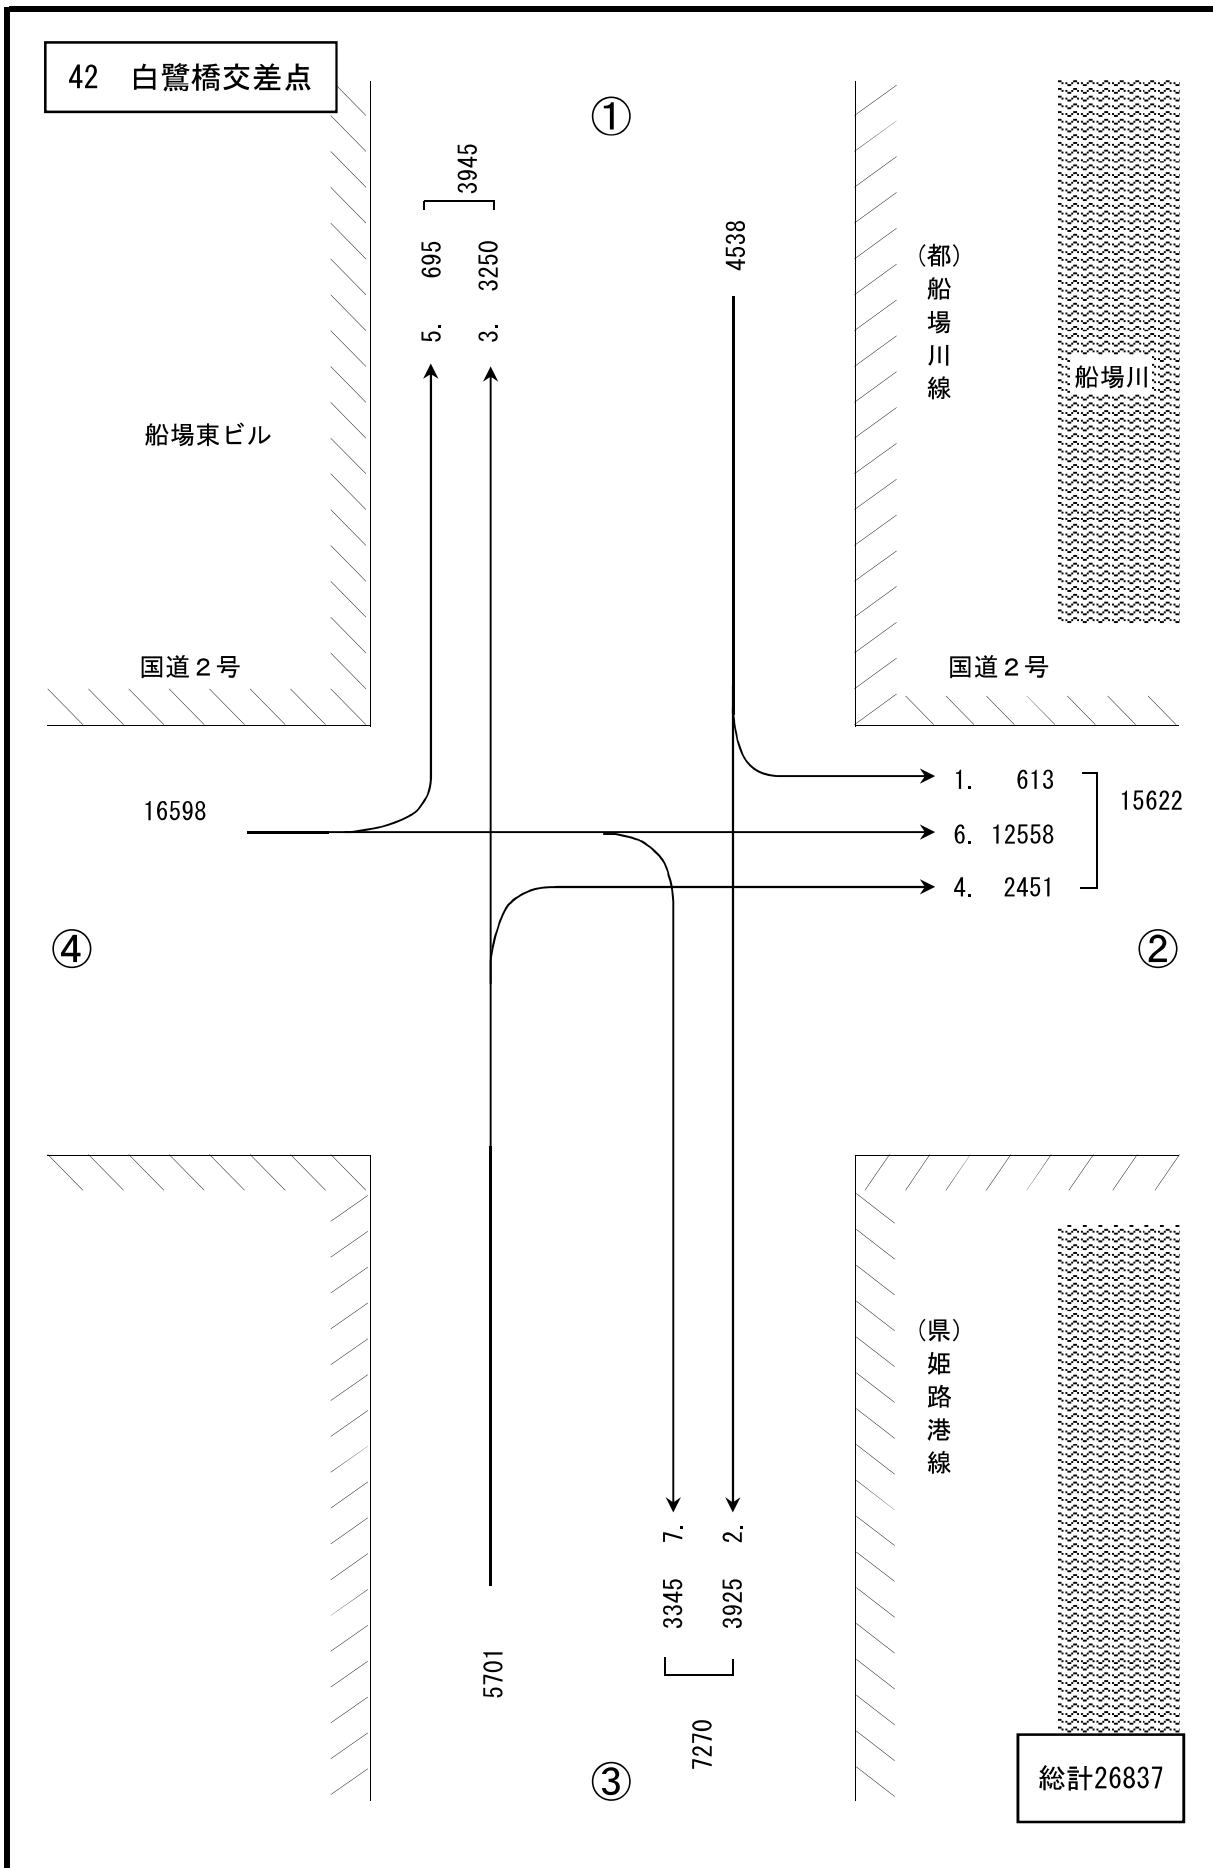 42　白鷺橋交差点
①
3945
5.　695
3.　3250
4538
(都)船場川線
船場川
船場東ビル
国道２号
国道２号
16598
1.　613
6. 12558
4.　2451
15622
④
②
(県)姫路港線
7.　3345
2.　3925
5701
7270
③
総計26837